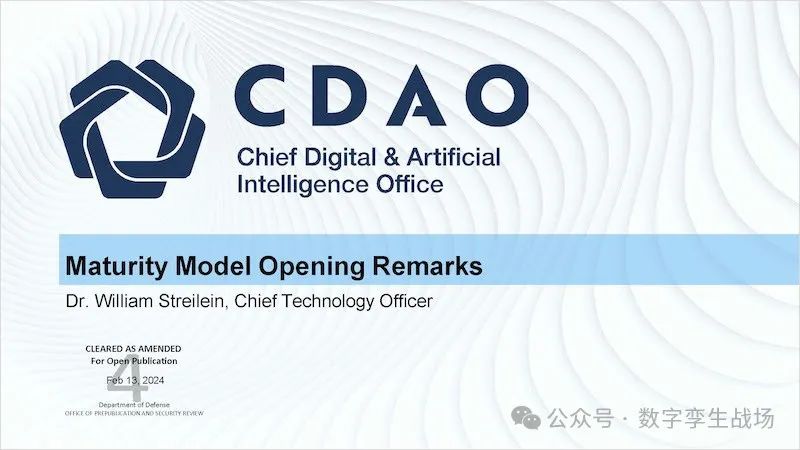 CDAO
Chief Digital & Artificial
Intelligence Office
Maturity Model Opening Remarks
Dr. William Streilein, Chief Technology Officer
CLEARED AS AMENDED
For Open Publication
4
Feb 13, 2024
Department of Defense
OFFICE OF PREPUBLICATION AND SECURITY REVIEW
公众号 · 数字孪生战场